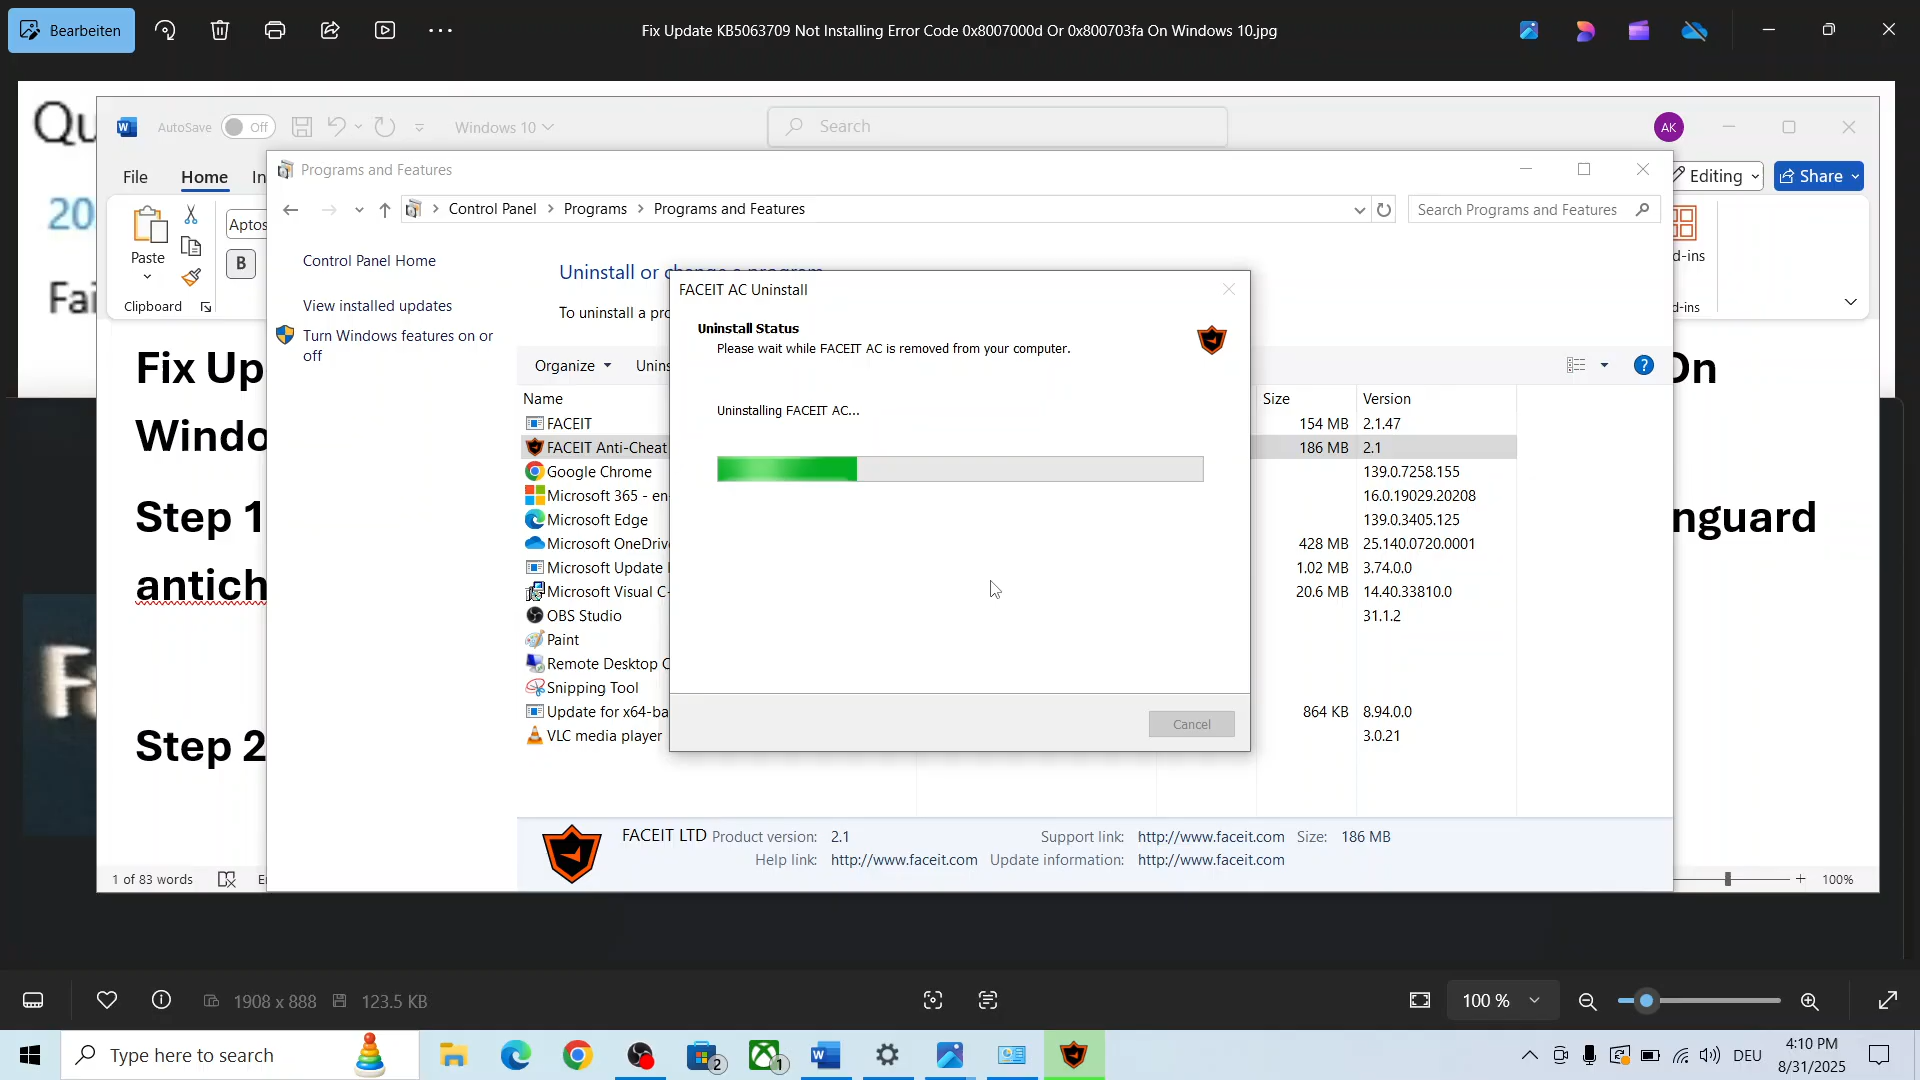 Bearbeiten
Fix Update KB5063709 Not Installing Error Code 0x8007000d Or 0x800703fa On Windows 10.jpg
Qu
AutoSave Off
Windows 10
Search
AK
File Home In
Editing Share
20
Fai
Paste
Clipboard
Aptos
B
d-ins
d-ins
Programs and Features
Control Panel > Programs > Programs and Features
Search Programs and Features
Control Panel Home
View installed updates
Turn Windows features on or
off
Uninstall or change a program
To uninstall a pro
Organize Unins
Name Size Version
FACEIT 154 MB 2.1.47
FACEIT Anti-Cheat 186 MB 2.1
Google Chrome 139.0.7258.155
Microsoft 365 - en 16.0.19029.20208
Microsoft Edge 139.0.3405.125
Microsoft OneDrive 428 MB 25.140.0720.0001
Microsoft Update 1.02 MB 3.74.0.0
Microsoft Visual C 20.6 MB 14.40.33810.0
OBS Studio 31.1.2
Paint
Remote Desktop C
Snipping Tool
Update for x64-ba 864 KB 8.94.0.0
VLC media player 3.0.21
FACEIT AC Uninstall
Uninstall Status
Please wait while FACEIT AC is removed from your computer.
Uninstalling FACEIT AC...
Cancel
FACEIT LTD Product version: 2.1 Support link: http://www.faceit.com Size: 186 MB
Help link: http://www.faceit.com Update information: http://www.faceit.com
Fix Up On
Windo
Step 1 nguard
antich
Step 2
1 of 83 words
100%
1908 x 888 123.5 KB
100 %
Type here to search
2
1
DEU
4:10 PM
8/31/2025